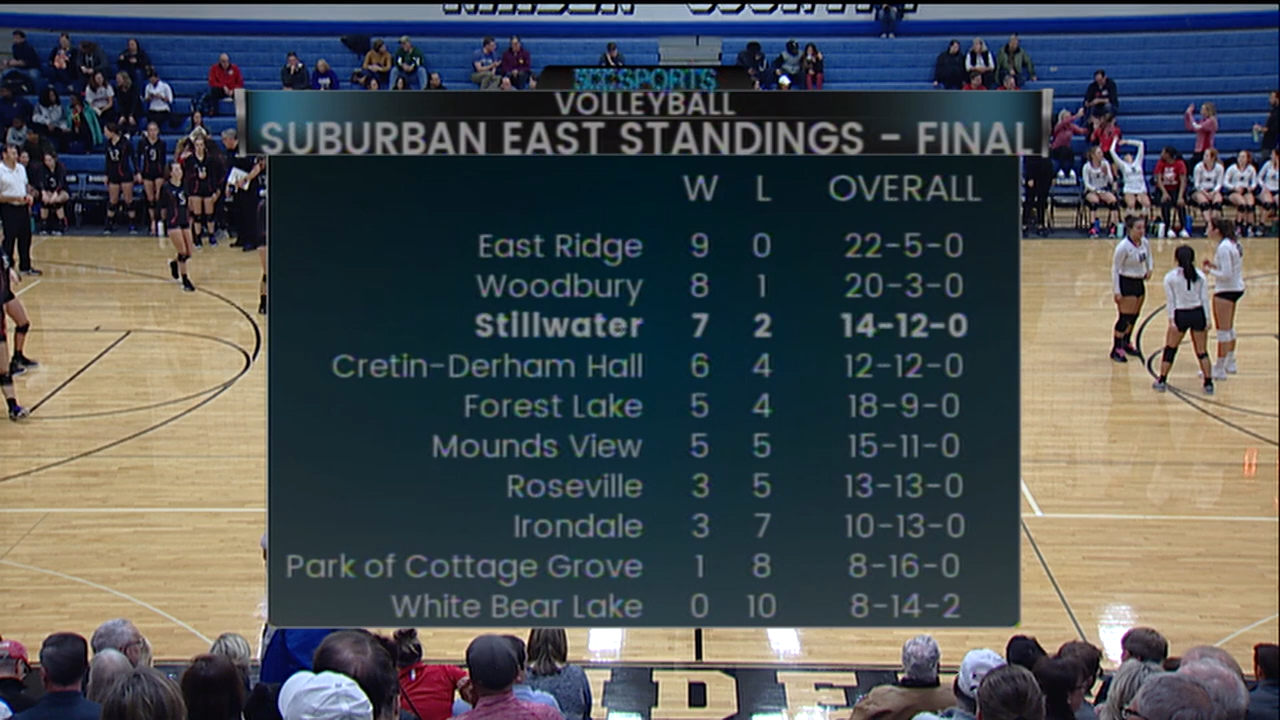 SCC SPORTS
VOLLEYBALL
SUBURBAN EAST STANDINGS - FINAL
W L OVERALL
East Ridge 9 0 22-5-0
Woodbury 8 1 20-3-0
Stillwater 7 2 14-12-0
Cretin-Derham Hall 6 4 12-12-0
Forest Lake 5 4 18-9-0
Mounds View 5 5 15-11-0
Roseville 3 5 13-13-0
Irondale 3 7 10-13-0
Park of Cottage Grove 1 8 8-16-0
White Bear Lake 0 10 8-14-2